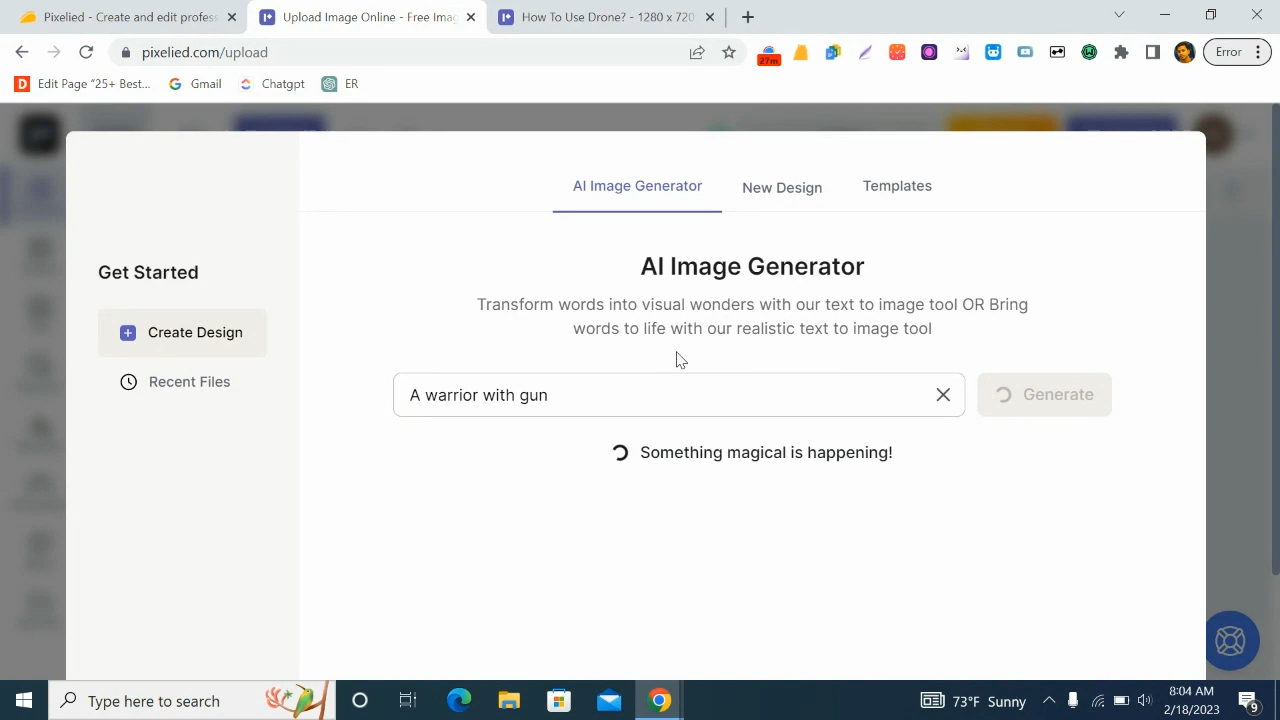 Pixelied - Create and edit profes
Upload Image Online - Free Imag
How To Use Drone? - 1280 x 720
pixelied.com/upload
27m
Error
Edit Page "25+ Best...
Gmail
Chatgpt
ER
AI Image Generator
New Design
Templates
Get Started
Create Design
Recent Files
AI Image Generator
Transform words into visual wonders with our text to image tool OR Bring
words to life with our realistic text to image tool
A warrior with gun
Generate
Something magical is happening!
Type here to search
73°F Sunny
8:04 AM
2/18/2023
9